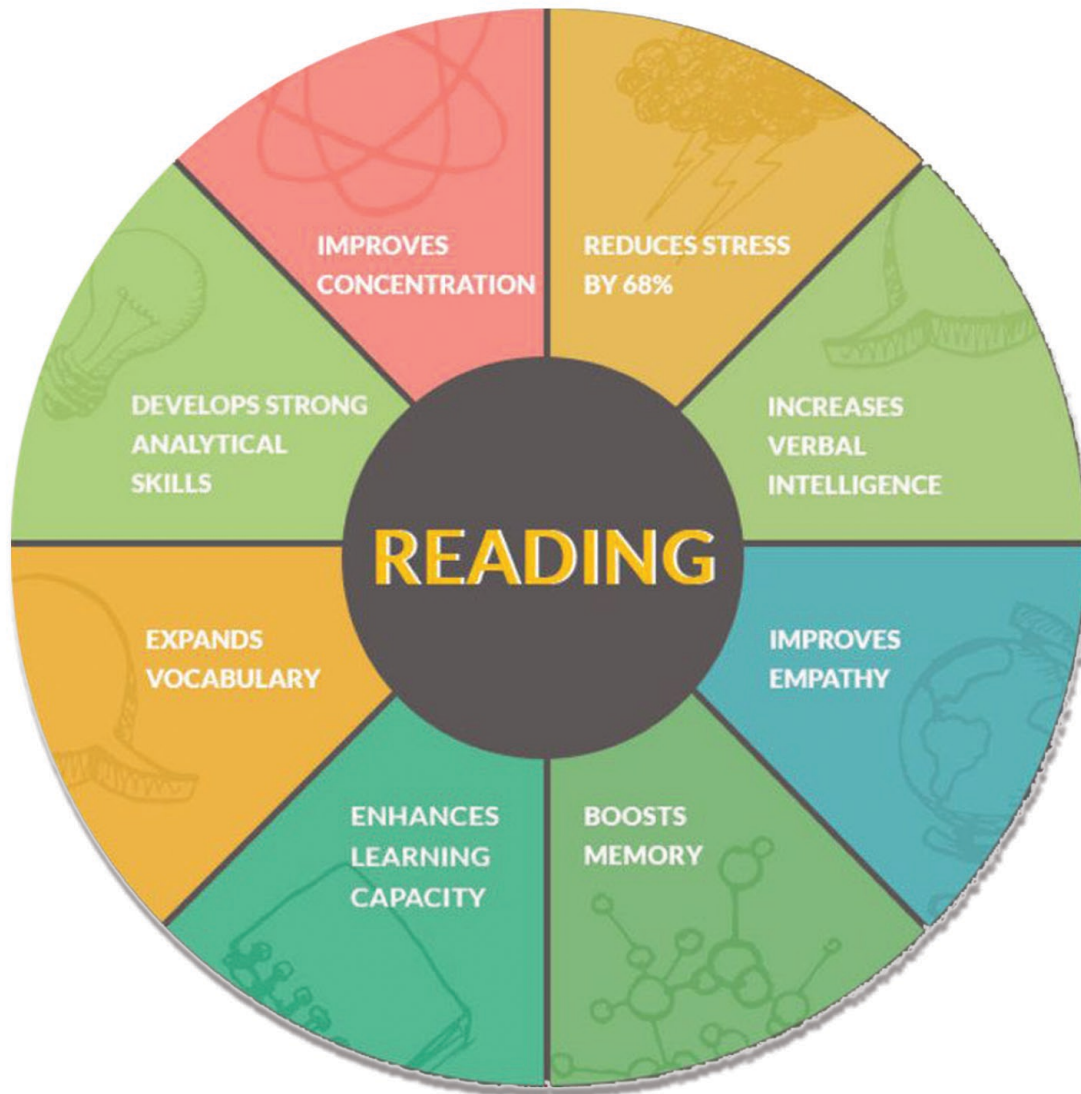 READING
REDUCES STRESS
BY 68%
INCREASES
VERBAL
INTELLIGENCE
IMPROVES
EMPATHY
BOOSTS
MEMORY
ENHANCES
LEARNING
CAPACITY
EXPANDS
VOCABULARY
DEVELOPS STRONG
ANALYTICAL
SKILLS
IMPROVES
CONCENTRATION